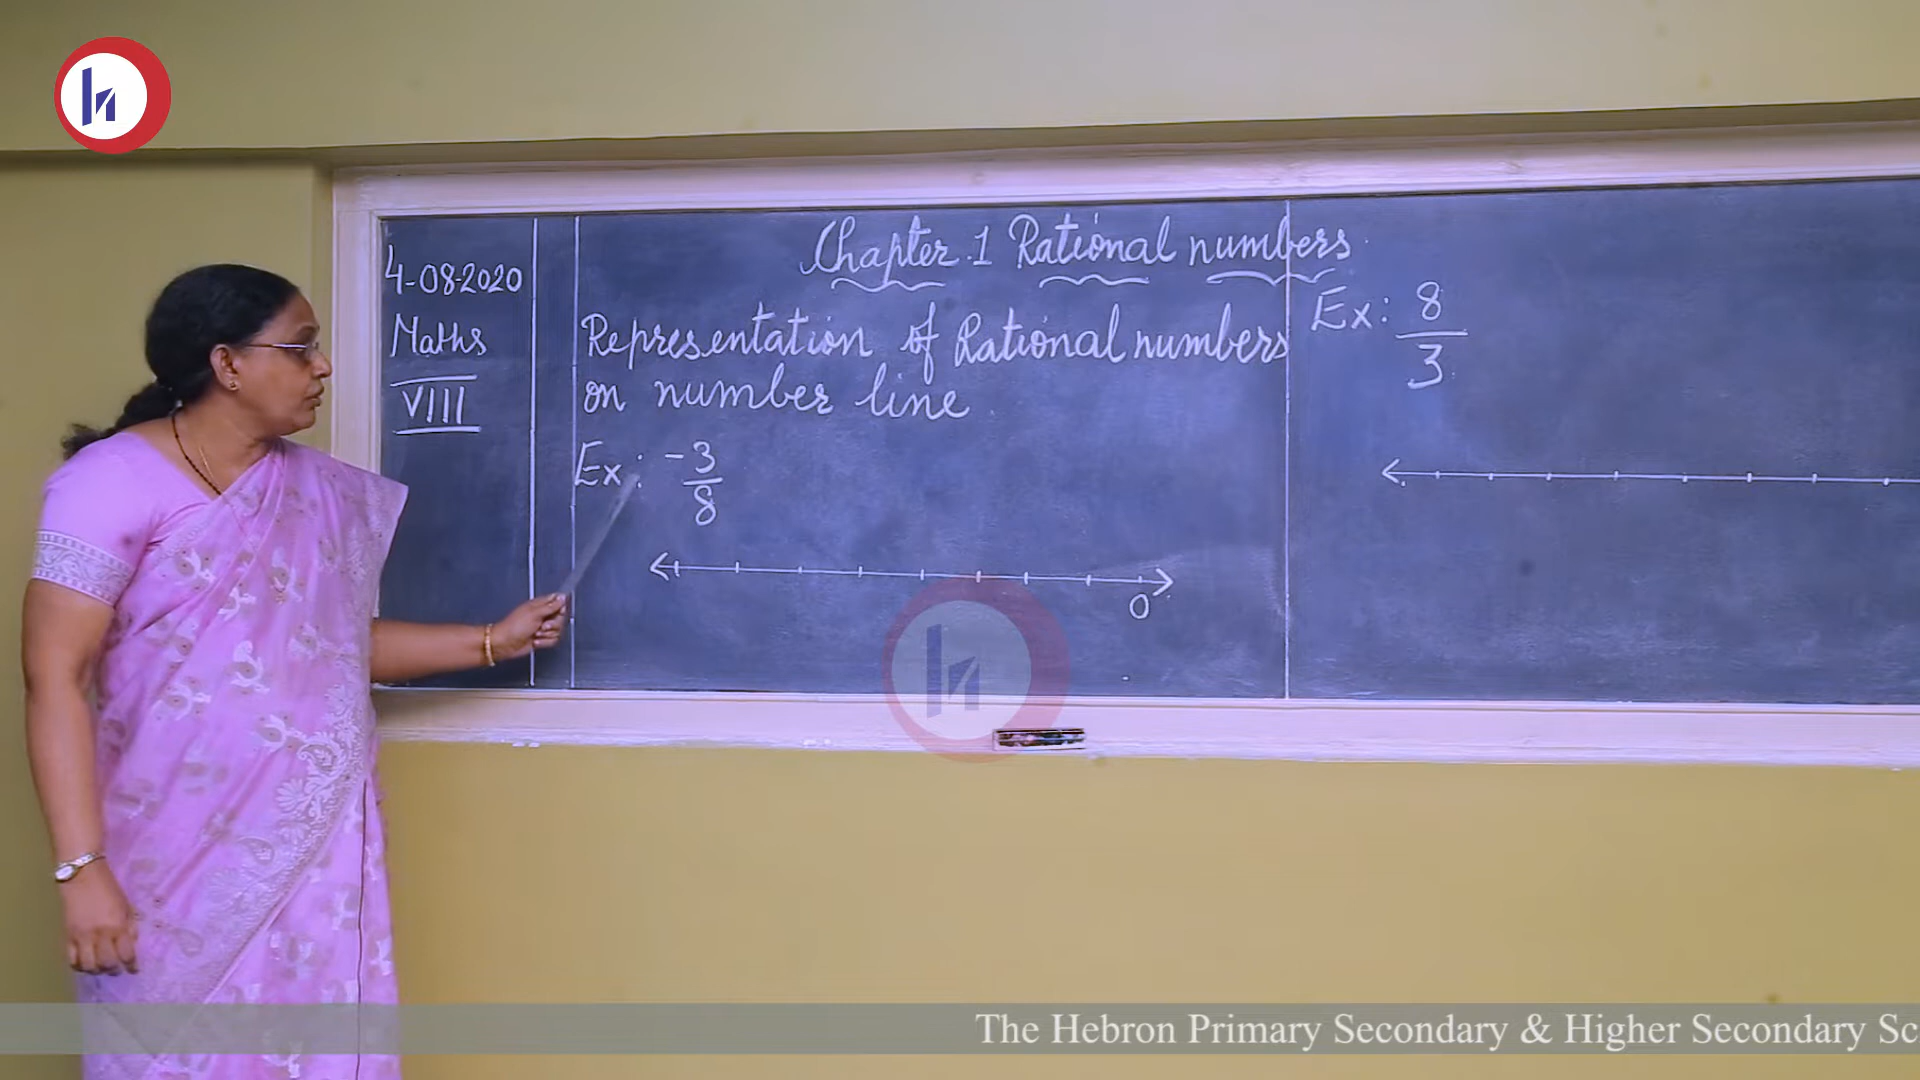 4-08-2020
Maths
VIII
Chapter.1 Rational numbers
Representation of Rational numbers
on number line
Ex: -3
8
0
Ex: 8
3
The Hebron Primary Secondary & Higher Secondary Sc